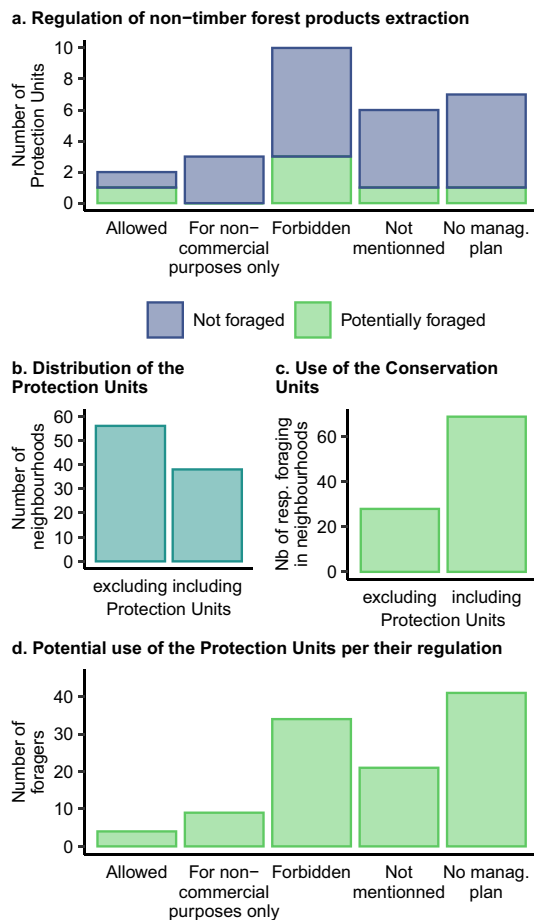 a. Regulation of non−timber forest products extraction
Number of
Protection Units
10
8
6
4
2
0
Allowed
For non−
commercial
purposes only
Forbidden
Not
mentionned
No manag.
plan
Not foraged
Potentially foraged
b. Distribution of the
Protection Units
Number of
neighbourhoods
60
50
40
30
20
10
0
excluding including
Protection Units
c. Use of the Conservation
Units
Nb of resp. foraging
in neighbourhoods
60
40
20
0
excluding including
Protection Units
d. Potential use of the Protection Units per their regulation
Number of
foragers
40
30
20
10
0
Allowed
For non−
commercial
purposes only
Forbidden
Not
mentionned
No manag.
plan